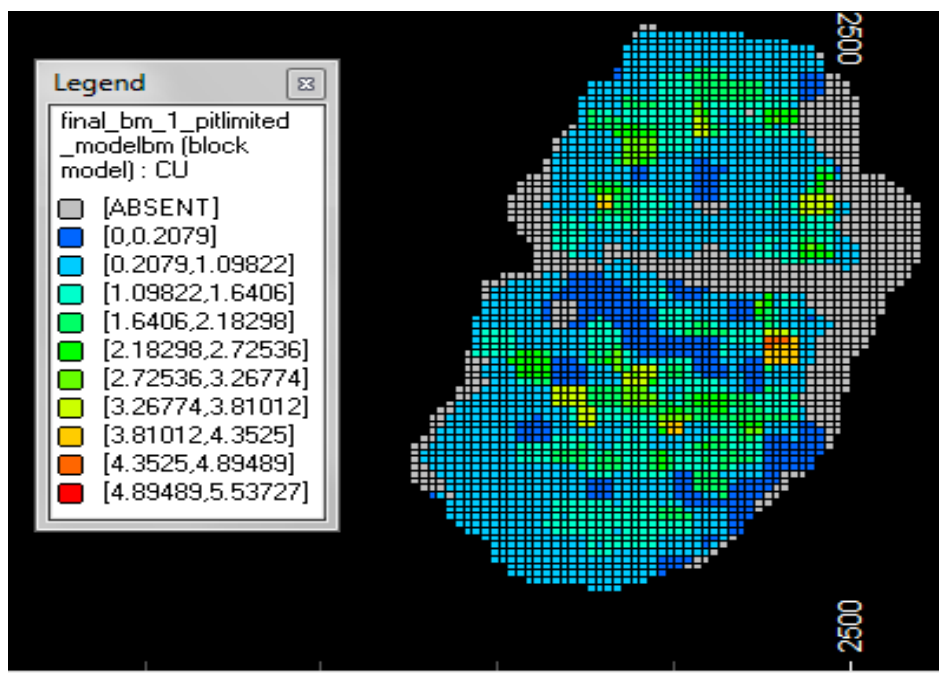 Legend
final_bm_1_pitlimited
_modelbm (block
model) : CU
[ABSENT]
[0,0.2079]
[0.2079,1.09822]
[1.09822,1.6406]
[1.6406,2.18298]
[2.18298,2.72536]
[2.72536,3.26774]
[3.26774,3.81012]
[3.81012,4.3525]
[4.3525,4.89489]
[4.89489,5.53727]
2500
2500